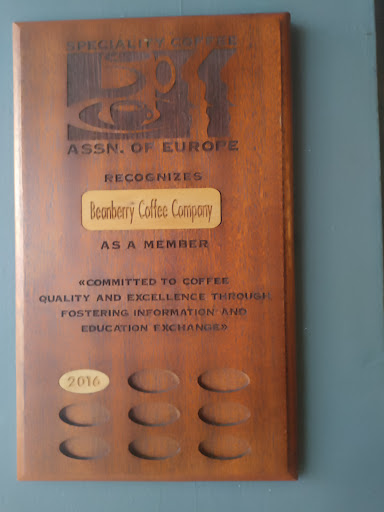 SPECIALITY COFFEE
ASSN. OF EUROPE
RECOGNIZES
Beanberry Coffee Company
AS A MEMBER
«COMMITTED TO COFFEE
QUALITY AND EXCELLENCE THROUGH
FOSTERING INFORMATION AND
EDUCATION EXCHANGE»
2016